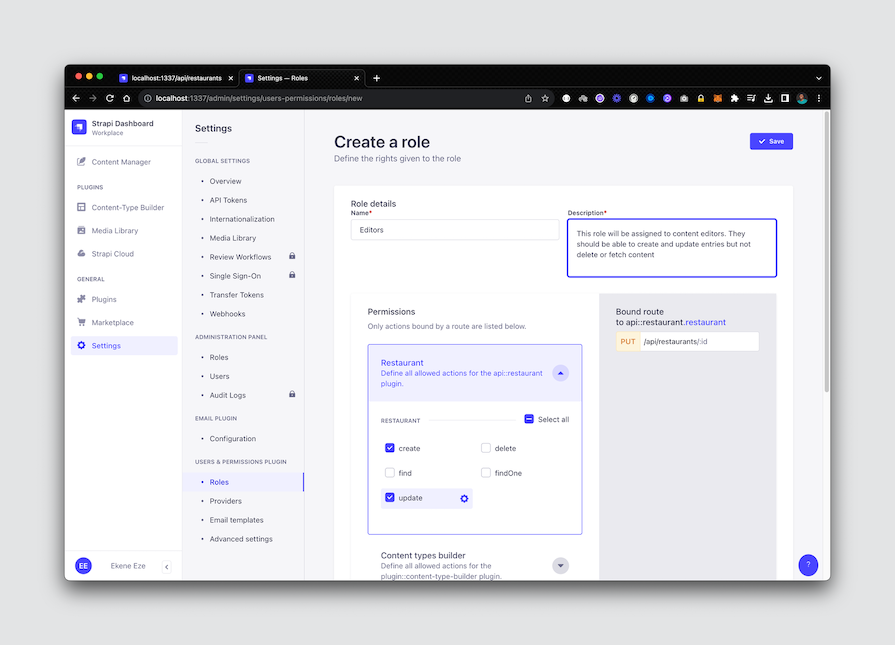 localhost:1337/api/restaurants
Settings — Roles
localhost:1337/admin/settings/users-permissions/roles/new
Strapi Dashboard
Workplace
Content Manager
PLUGINS
Content-Type Builder
Media Library
Strapi Cloud
GENERAL
Plugins
Marketplace
Settings
EE
Ekene Eze
Settings
GLOBAL SETTINGS
Overview
API Tokens
Internationalization
Media Library
Review Workflows
Single Sign-On
Transfer Tokens
Webhooks
ADMINISTRATION PANEL
Roles
Users
Audit Logs
EMAIL PLUGIN
Configuration
USERS & PERMISSIONS PLUGIN
Roles
Providers
Email templates
Advanced settings
Create a role
Define the rights given to the role
Save
Role details
Name*
Editors
Description*
This role will be assigned to content editors. They
should be able to create and update entries but not
delete or fetch content
Permissions
Only actions bound by a route are listed below.
Restaurant
Define all allowed actions for the api::restaurant
plugin.
RESTAURANT
Select all
create
delete
find
findOne
update
Content types builder
Define all allowed actions for the
plugin::content-type-builder plugin.
Bound route
to api::restaurant.restaurant
PUT /api/restaurants/:id
?